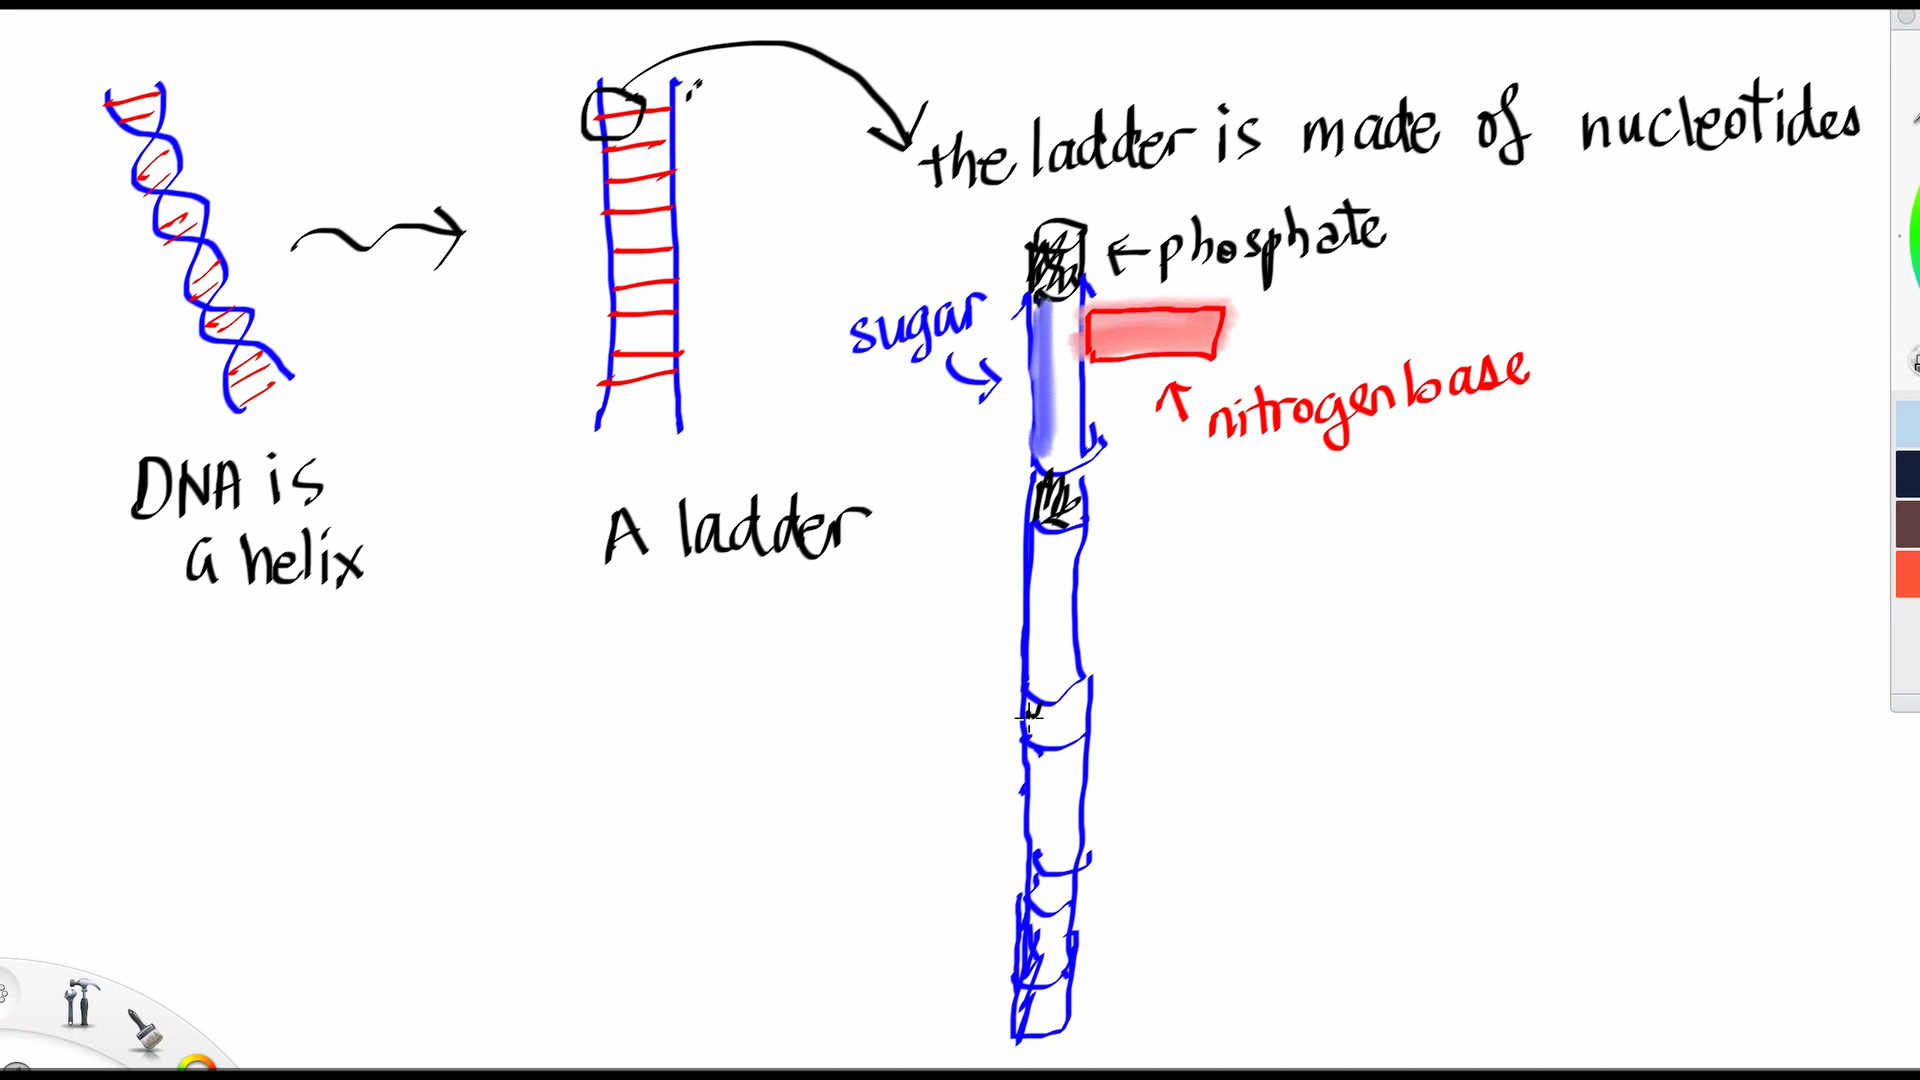 the ladder is made of nucleotides
←phosphate
sugar
nitrogen base
DNA is
a helix
A ladder